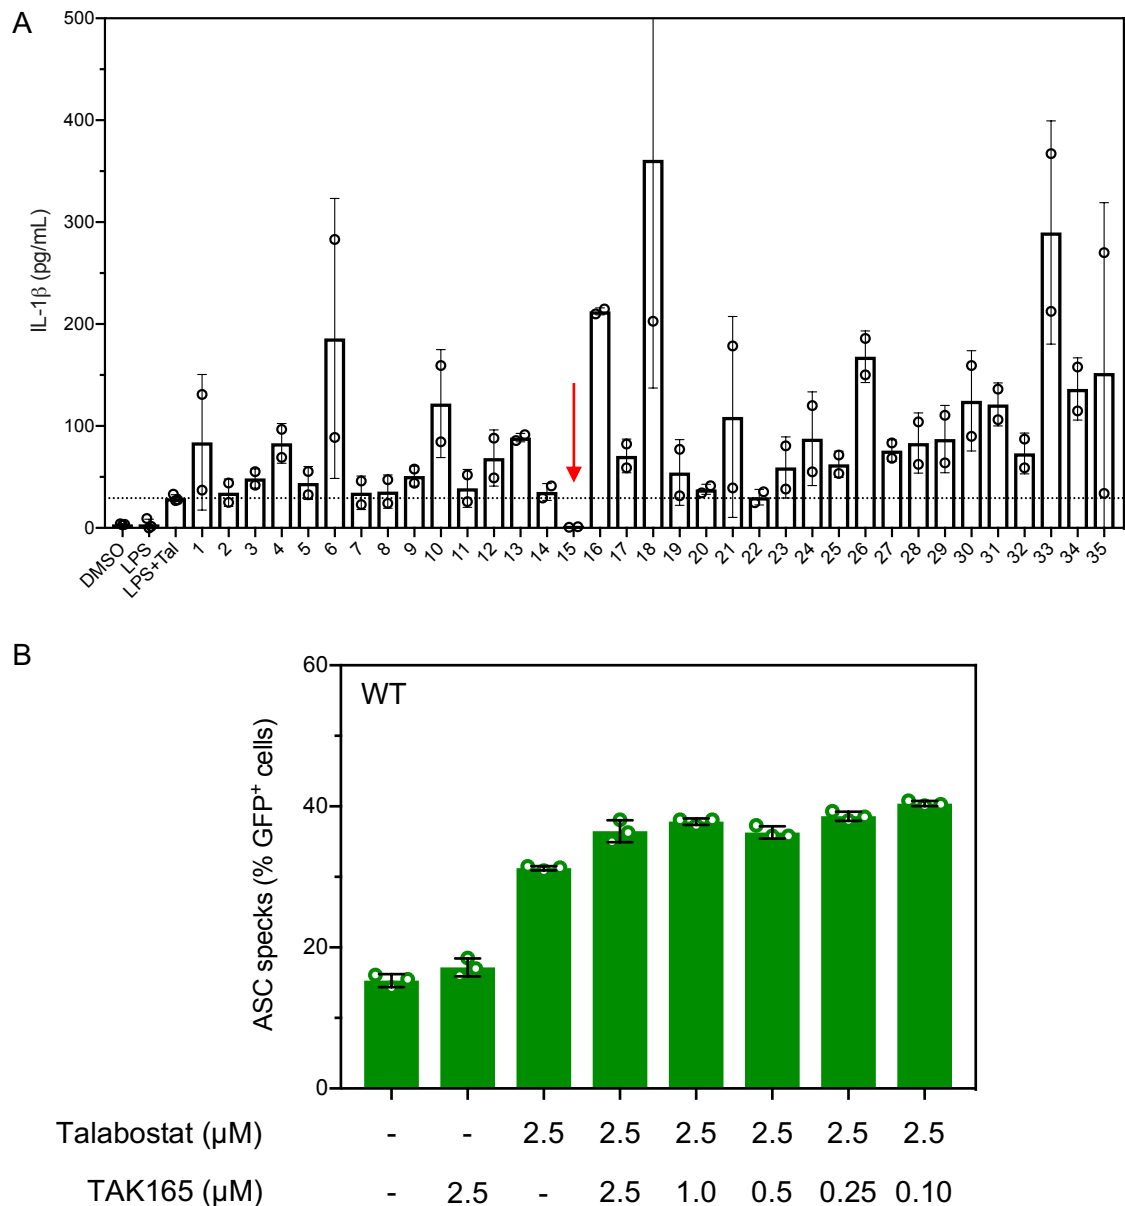 A
500
400
300
200
100
0
IL-1β (pg/mL)
DMSO LPS LPS+Tal 1 2 3 4 5 6 7 8 9 10 11 12 13 14 15 16 17 18 19 20 21 22 23 24 25 26 27 28 29 30 31 32 33 34 35
B
WT
60
40
20
0
ASC specks (% GFP⁺ cells)
Talabostat (µM) - - 2.5 2.5 2.5 2.5 2.5 2.5
TAK165 (µM) - 2.5 - 2.5 1.0 0.5 0.25 0.10